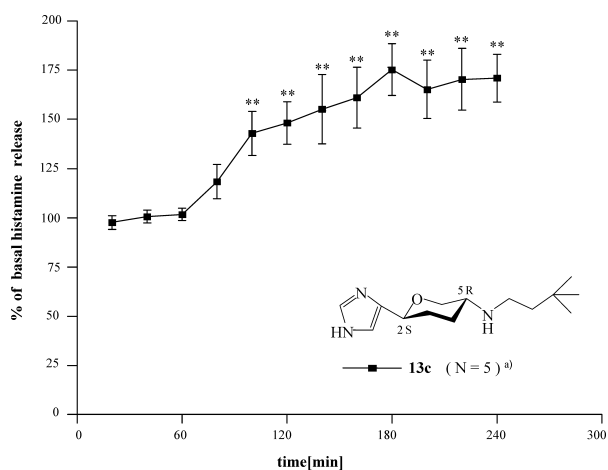 % of basal histamine release
200
175
150
125
100
75
50
25
0
** ** ** ** ** ** ** **
N
HN
O
2 S
5 R
N
H
13c ( N = 5 ) a)
0 60 120 180 240 300
time[min]